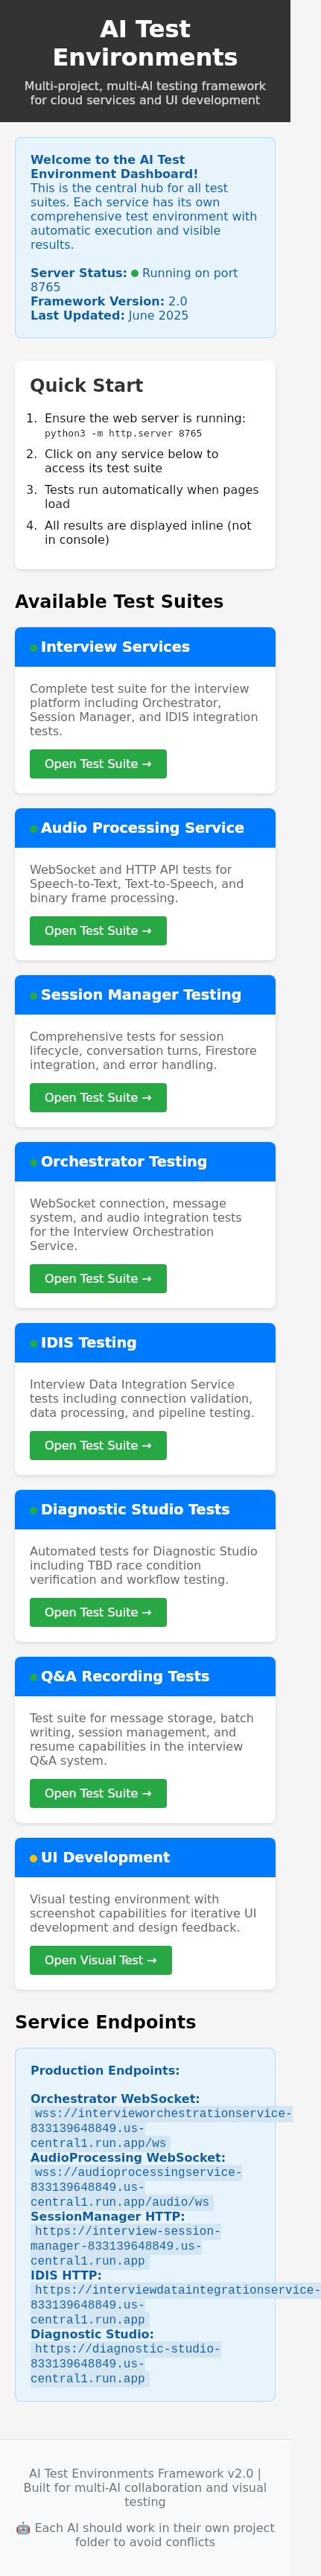 AI Test
Environments
Multi-project, multi-AI testing framework
for cloud services and UI development
Welcome to the AI Test
Environment Dashboard!
This is the central hub for all test
suites. Each service has its own
comprehensive test environment with
automatic execution and visible
results.
Server Status: Running on port
8765
Framework Version: 2.0
Last Updated: June 2025
Quick Start
1. Ensure the web server is running:
python3 -m http.server 8765
2. Click on any service below to
access its test suite
3. Tests run automatically when pages
load
4. All results are displayed inline (not
in console)
Available Test Suites
Interview Services
Complete test suite for the interview
platform including Orchestrator,
Session Manager, and IDIS integration
tests.
Open Test Suite →
Audio Processing Service
WebSocket and HTTP API tests for
Speech-to-Text, Text-to-Speech, and
binary frame processing.
Open Test Suite →
Session Manager Testing
Comprehensive tests for session
lifecycle, conversation turns, Firestore
integration, and error handling.
Open Test Suite →
Orchestrator Testing
WebSocket connection, message
system, and audio integration tests
for the Interview Orchestration
Service.
Open Test Suite →
IDIS Testing
Interview Data Integration Service
tests including connection validation,
data processing, and pipeline testing.
Open Test Suite →
Diagnostic Studio Tests
Automated tests for Diagnostic Studio
including TBD race condition
verification and workflow testing.
Open Test Suite →
Q&A Recording Tests
Test suite for message storage, batch
writing, session management, and
resume capabilities in the interview
Q&A system.
Open Test Suite →
UI Development
Visual testing environment with
screenshot capabilities for iterative UI
development and design feedback.
Open Visual Test →
Service Endpoints
Production Endpoints:
Orchestrator WebSocket:
wss://intervieworchestrationservice-
833139648849.us-
central1.run.app/ws
AudioProcessing WebSocket:
wss://audioprocessingservice-
833139648849.us-
central1.run.app/audio/ws
SessionManager HTTP:
https://interview-session-
manager-833139648849.us-
central1.run.app
IDIS HTTP:
https://interviewdataintegrationservice-
833139648849.us-
central1.run.app
Diagnostic Studio:
https://diagnostic-studio-
833139648849.us-
central1.run.app
AI Test Environments Framework v2.0 |
Built for multi-AI collaboration and visual
testing
🤖 Each AI should work in their own project
folder to avoid conflicts